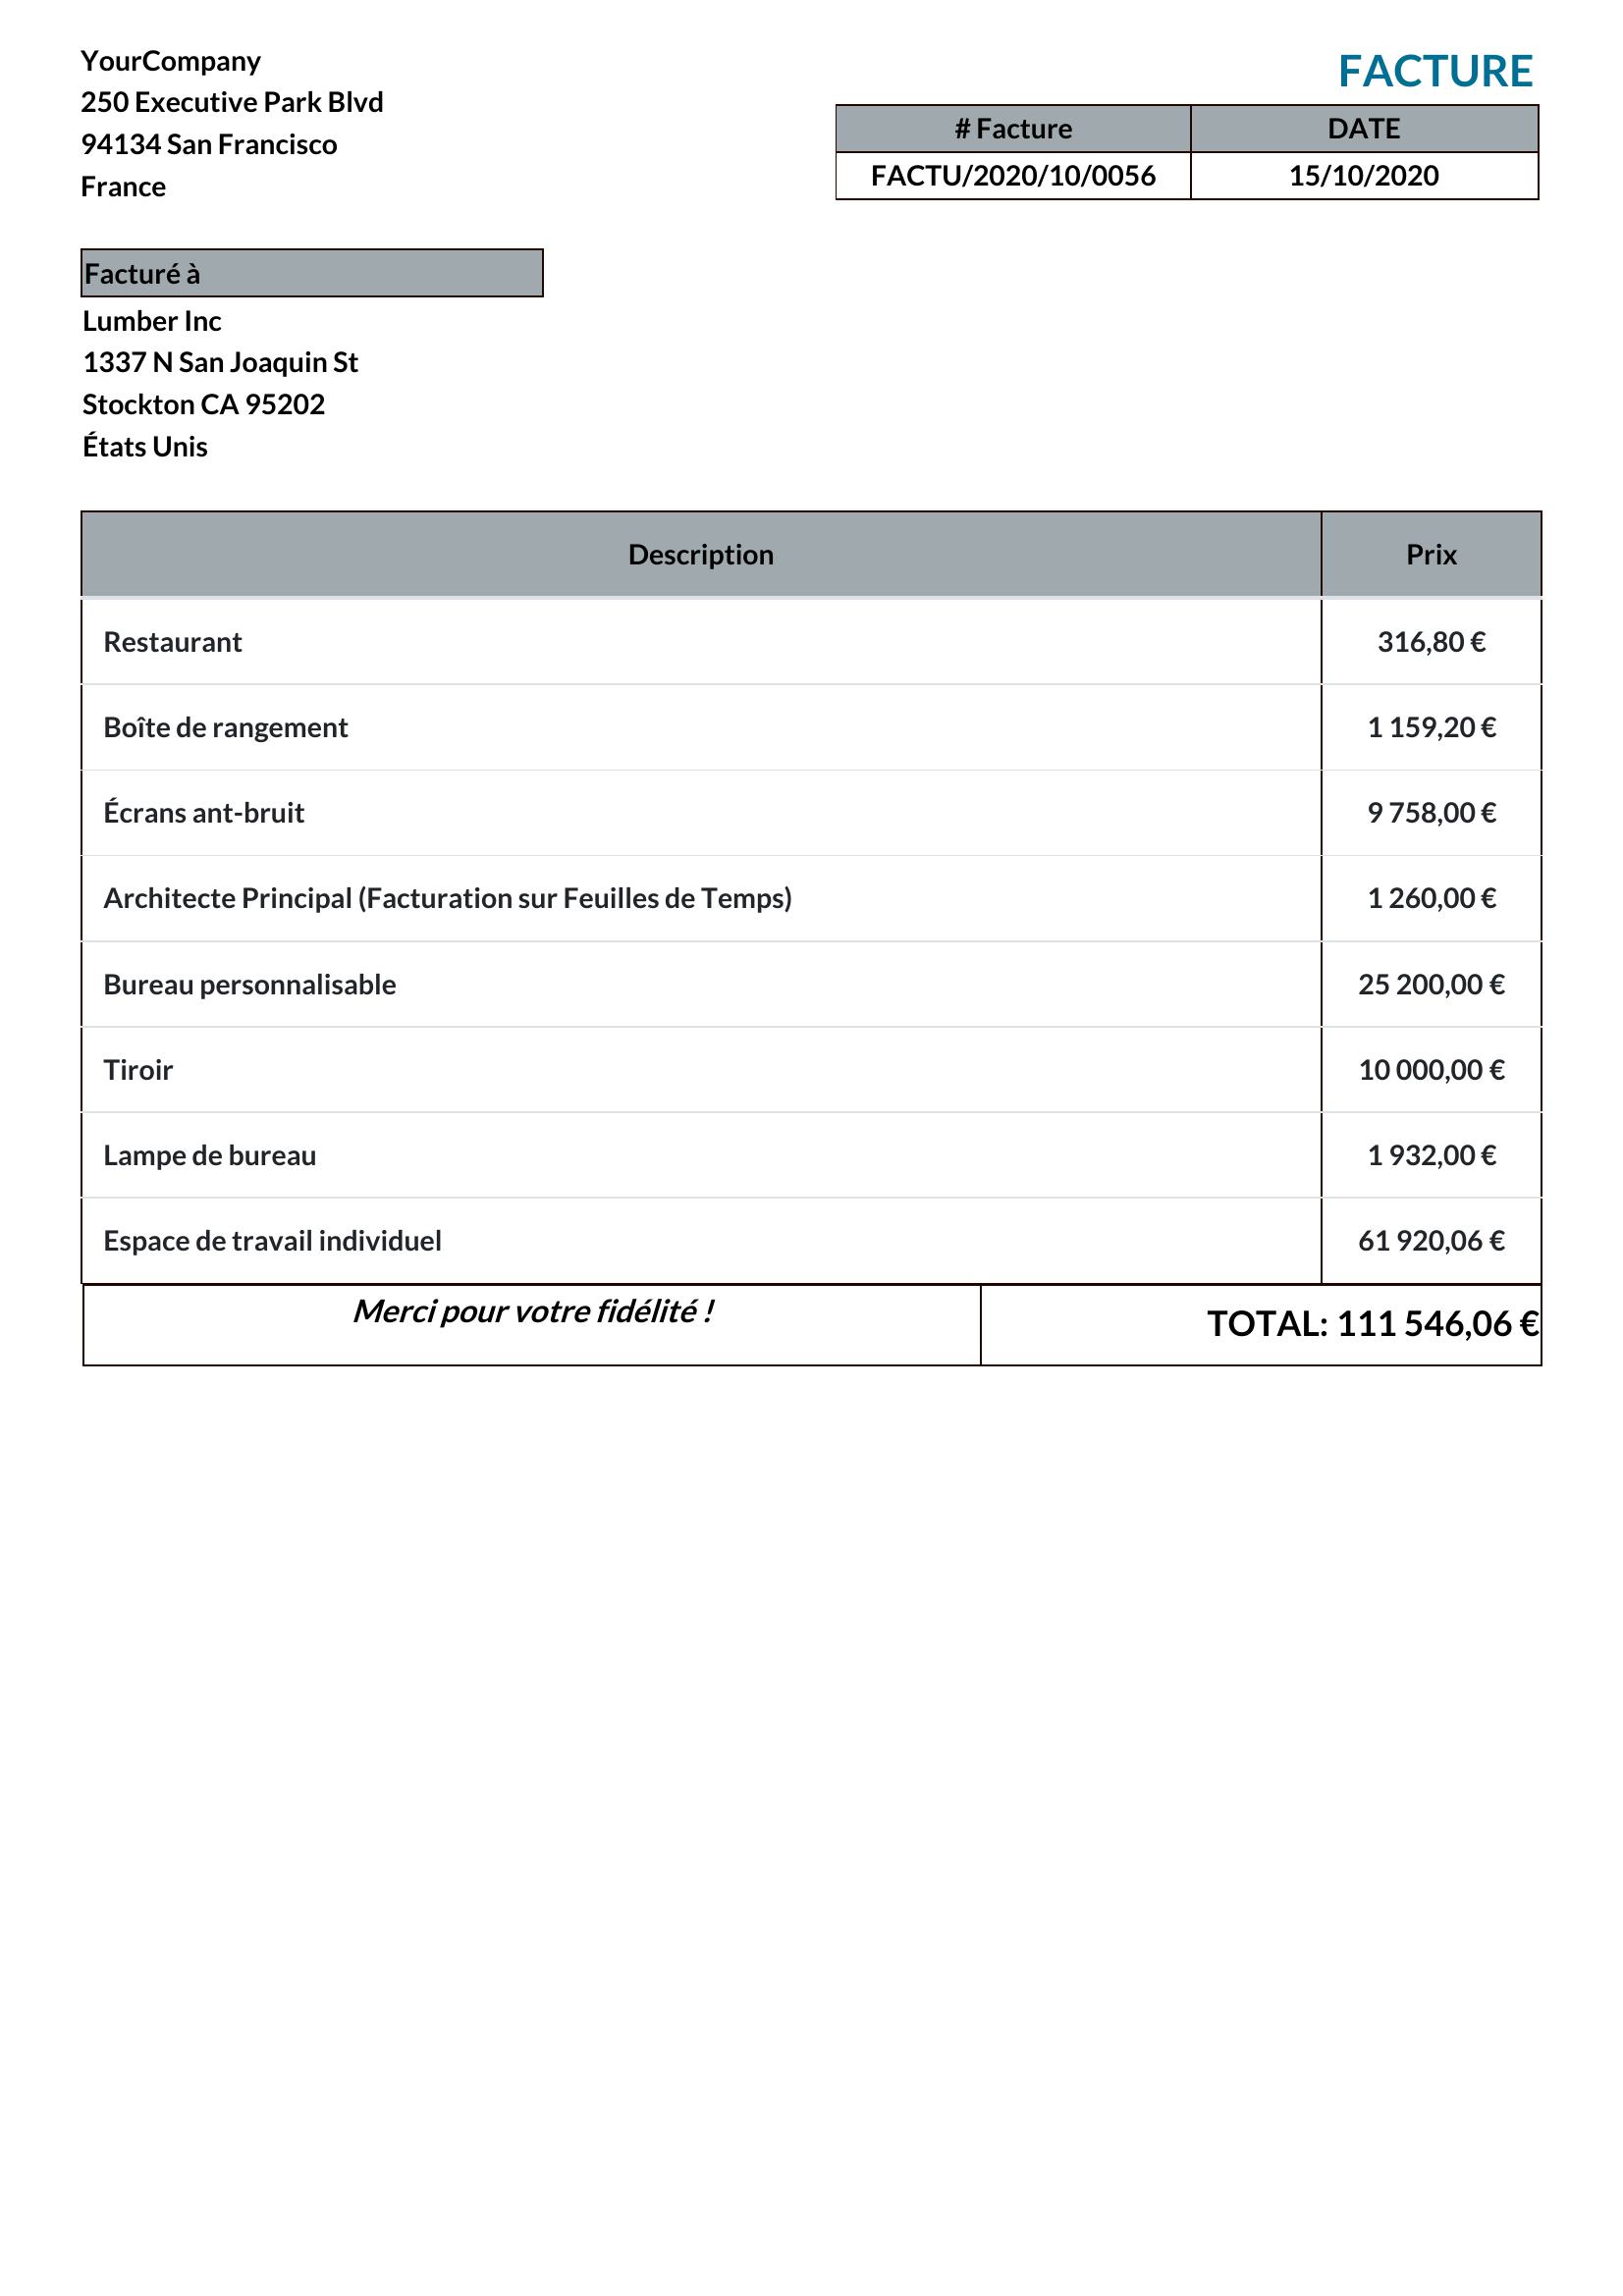 YourCompany
250 Executive Park Blvd
94134 San Francisco
France
FACTURE
# Facture DATE
FACTU/2020/10/0056 15/10/2020
Facturé à
Lumber Inc
1337 N San Joaquin St
Stockton CA 95202
États Unis
Description Prix
Restaurant 316,80 €
Boîte de rangement 1 159,20 €
Écrans ant-bruit 9 758,00 €
Architecte Principal (Facturation sur Feuilles de Temps) 1 260,00 €
Bureau personnalisable 25 200,00 €
Tiroir 10 000,00 €
Lampe de bureau 1 932,00 €
Espace de travail individuel 61 920,06 €
Merci pour votre fidélité !
TOTAL: 111 546,06 €